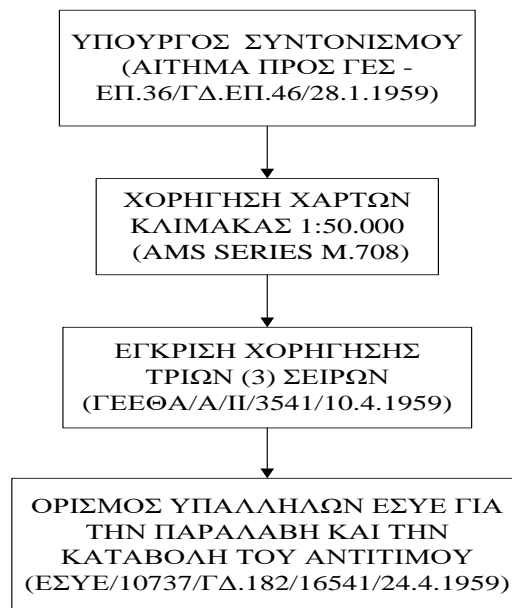 ΥΠΟΥΡΓΟΣ ΣΥΝΤΟΝΙΣΜΟΥ
(ΑΙΤΗΜΑ ΠΡΟΣ ΓΕΣ -
ΕΠ.36/ΓΔ.ΕΠ.46/28.1.1959)
ΧΟΡΗΓΗΣΗ ΧΑΡΤΩΝ
ΚΛΙΜΑΚΑΣ 1:50.000
(AMS SERIES M.708)
ΕΓΚΡΙΣΗ ΧΟΡΗΓΗΣΗΣ
ΤΡΙΩΝ (3) ΣΕΙΡΩΝ
(ΓΕΕΘΑ/Α/ΙΙ/3541/10.4.1959)
ΟΡΙΣΜΟΣ ΥΠΑΛΛΗΛΩΝ ΕΣΥΕ ΓΙΑ
ΤΗΝ ΠΑΡΑΛΑΒΗ ΚΑΙ ΤΗΝ
ΚΑΤΑΒΟΛΗ ΤΟΥ ΑΝΤΙΤΙΜΟΥ
(ΕΣΥΕ/10737/ΓΔ.182/16541/24.4.1959)